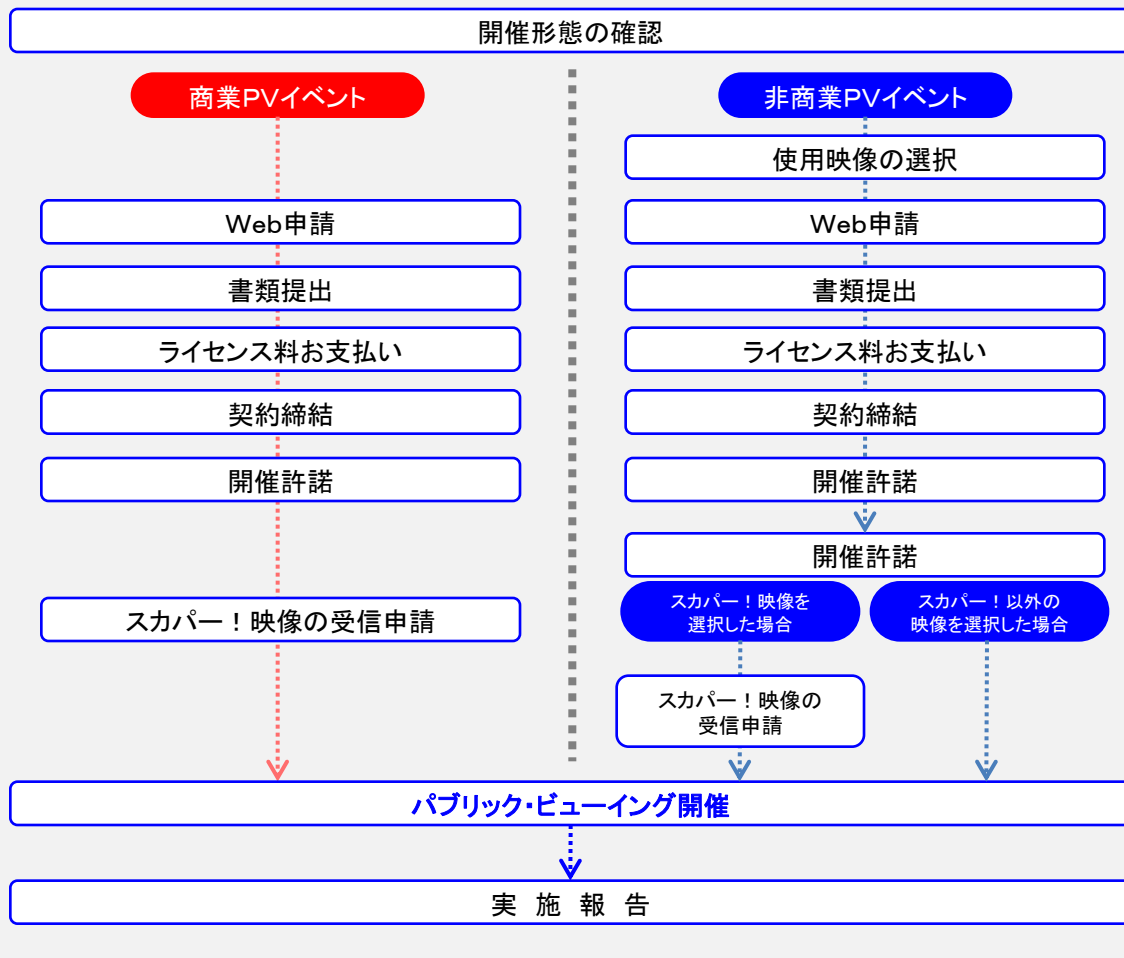 開催形態の確認
商業PVイベント
Web申請
書類提出
ライセンス料お支払い
契約締結
開催許諾
スカパー！映像の受信申請
非商業PVイベント
使用映像の選択
Web申請
書類提出
ライセンス料お支払い
契約締結
開催許諾
開催許諾
スカパー！映像を
選択した場合
スカパー！以外の
映像を選択した場合
スカパー！映像の
受信申請
パブリック・ビューイング開催
実施報告